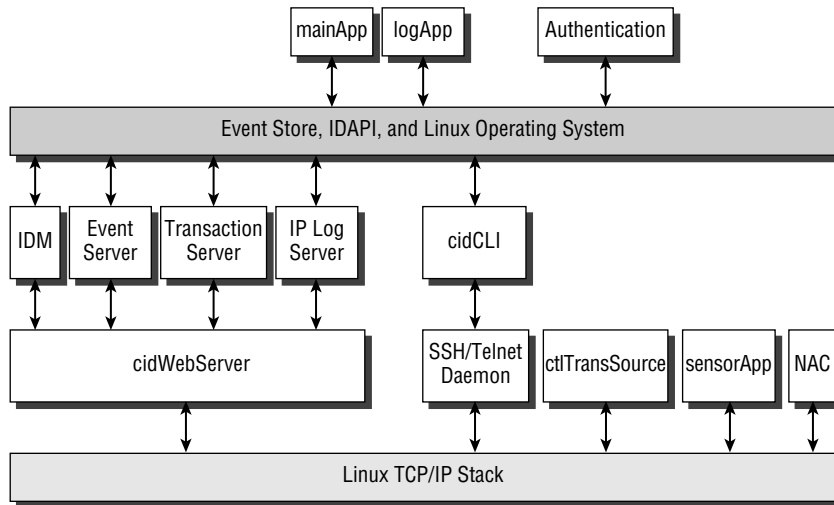 mainApp
logApp
Authentication
Event Store, IDAPI, and Linux Operating System
IDM
Event
Server
Transaction
Server
IP Log
Server
cidCLI
cidWebServer
SSH/Telnet
Daemon
ctlTransSource
sensorApp
NAC
Linux TCP/IP Stack